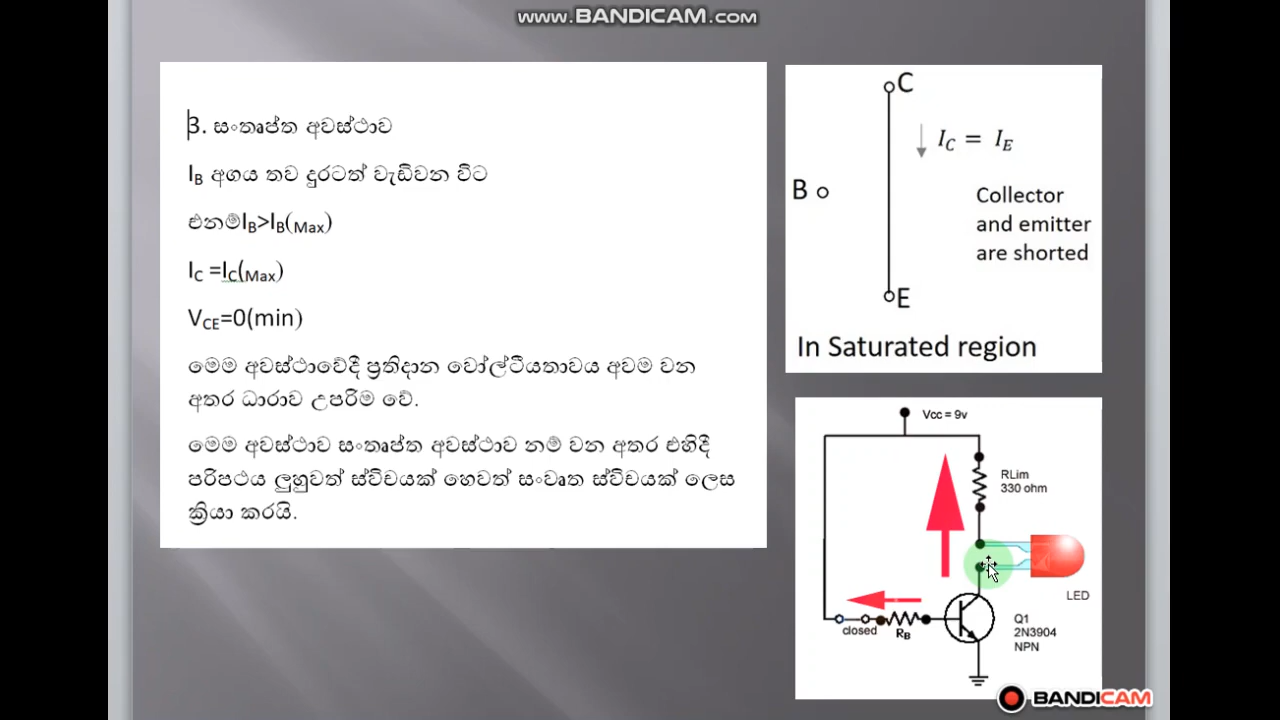 www.BANDICAM.com
3. සංතෘප්ත අවස්ථාව
IB අගය තව දුරටත් වැඩිවන විට
එනම්IB>IB(Max)
IC =IC(Max)
VCE=0(min)
මෙම අවස්ථාවේදී ප්‍රතිදාන වෝල්ටීයතාවය අවම වන
අතර ධාරාව උපරිම වේ.
මෙම අවස්ථාව සංතෘප්ත අවස්ථාව නම් වන අතර එහිදී
පරිපථය ලුහුවත් ස්විචයක් හෙවත් සංවෘත ස්විචයක් ලෙස
ක්‍රියා කරයි.
C
IC = IE
B
Collector
and emitter
are shorted
E
In Saturated region
Vcc = 9v
RLim
330 ohm
LED
closed
RB
Q1
2N3904
NPN
BANDICAM